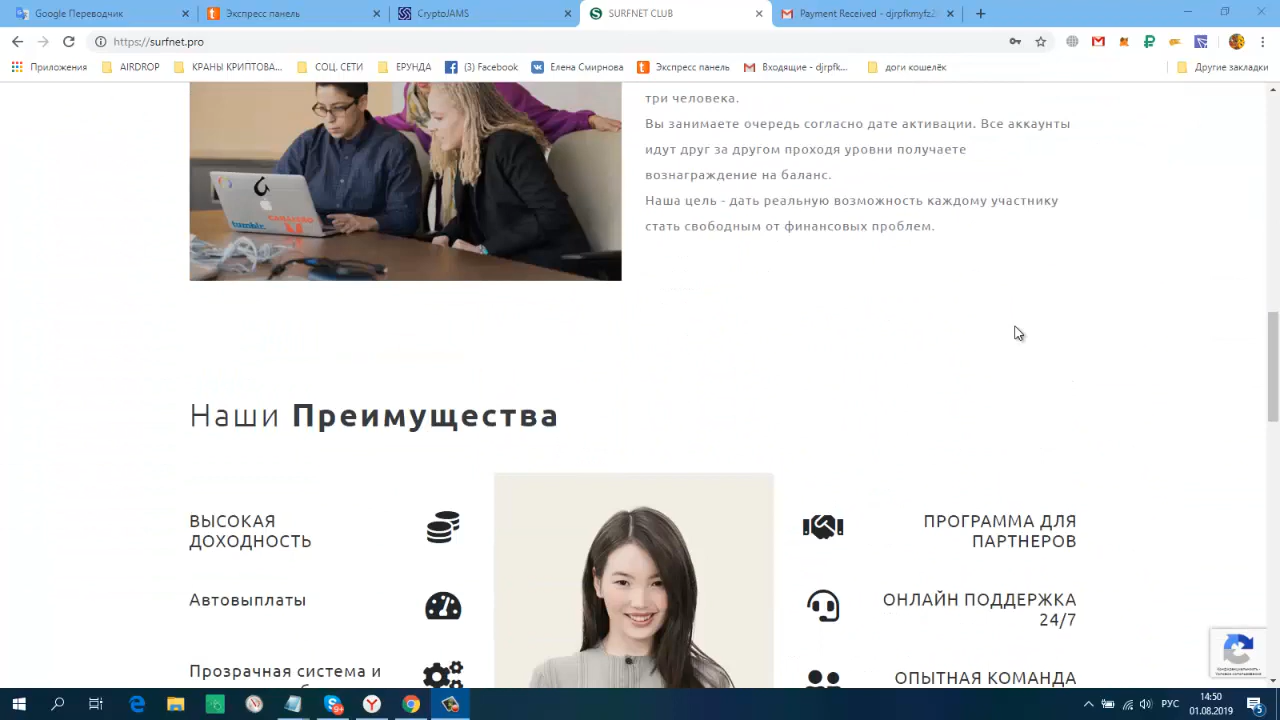 Google Переводчик
Экспресс панель
CryptoJAMS
SURFNET CLUB
Payment Received - djrpfkmyfz2
https://surfnet.pro
Приложения
AIRDROP
КРАНЫ КРИПТОВА...
СОЦ. СЕТИ
ЕРУНДА
(3) Facebook
Елена Смирнова
Экспресс панель
Входящие - djrpfk...
доги кошелёк
Другие закладки
три человека.
Вы занимаете очередь согласно дате активации. Все аккаунты
идут друг за другом проходя уровни получаете
вознаграждение на баланс.
Наша цель - дать реальную возможность каждому участнику
стать свободным от финансовых проблем.
tumblr.
Наши Преимущества
ВЫСОКАЯ
ДОХОДНОСТЬ
Автовыплаты
Прозрачная система и
ПРОГРАММА ДЛЯ
ПАРТНЕРОВ
ОНЛАЙН ПОДДЕРЖКА
24/7
ОПЫТНАЯ КОМАНДА
РУС
14:50
01.08.2019